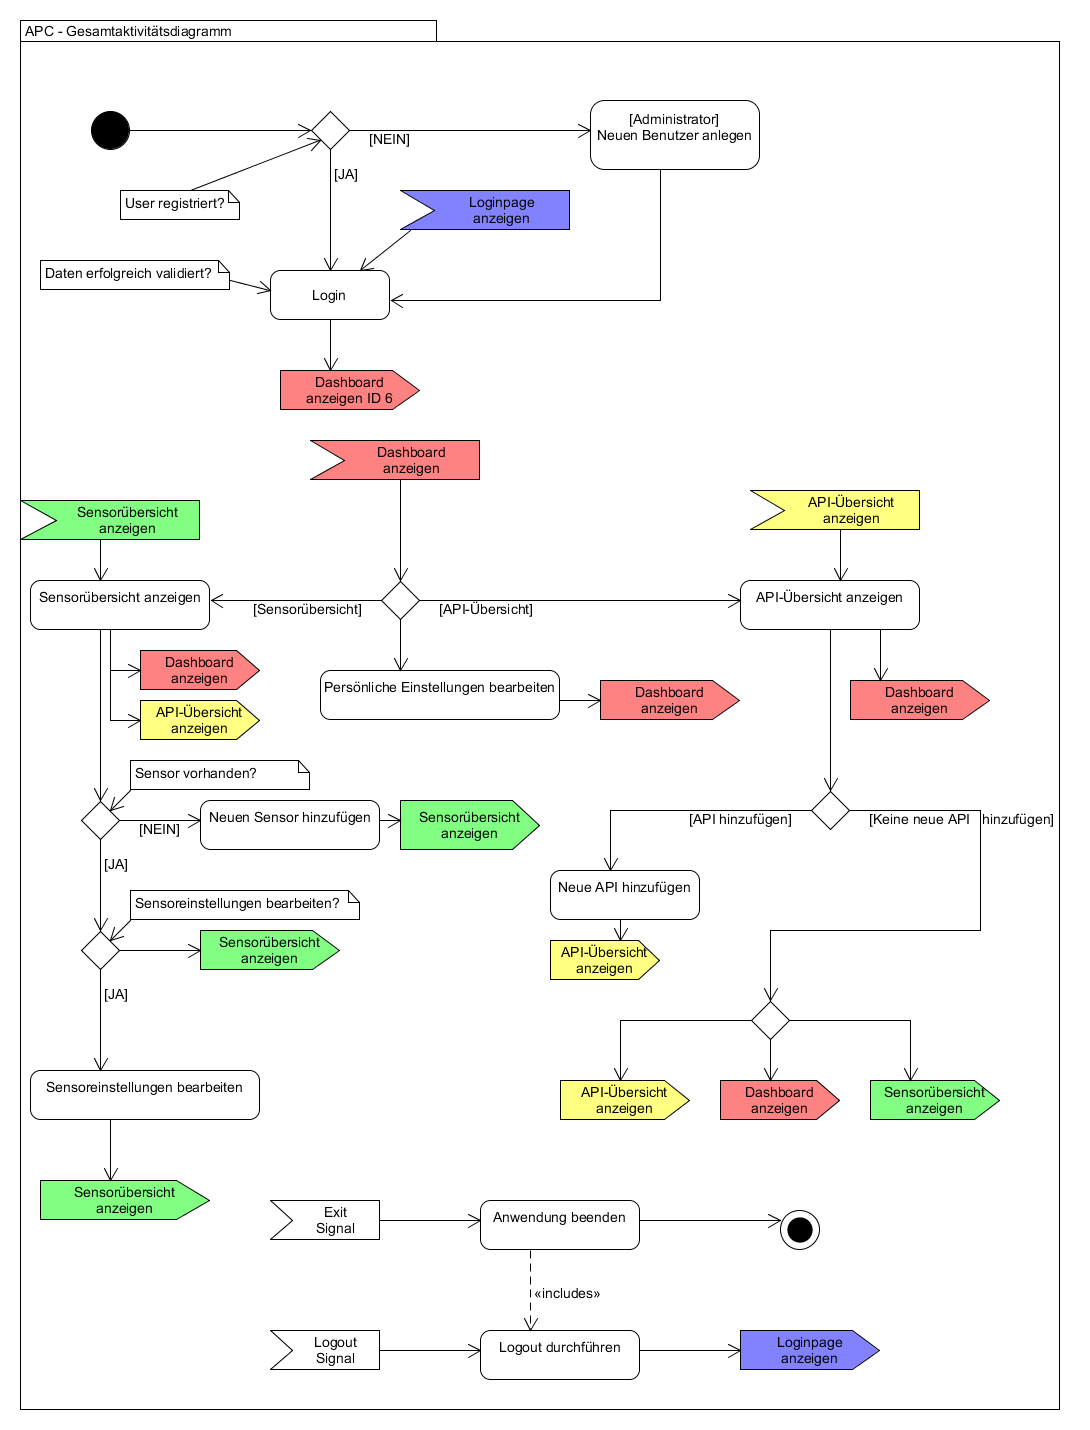 APC - Gesamtaktivitätsdiagramm
[Administrator]
Neuen Benutzer anlegen
[NEIN]
[JA]
User registriert?
Loginpage
anzeigen
Daten erfolgreich validiert?
Login
Dashboard
anzeigen ID 6
Dashboard
anzeigen
Sensorübersicht
anzeigen
API-Übersicht
anzeigen
Sensorübersicht anzeigen
[Sensorübersicht]
[API-Übersicht]
API-Übersicht anzeigen
Dashboard
anzeigen
API-Übersicht
anzeigen
Persönliche Einstellungen bearbeiten
Dashboard
anzeigen
Dashboard
anzeigen
Sensor vorhanden?
[NEIN]
Neuen Sensor hinzufügen
Sensorübersicht
anzeigen
[API hinzufügen]
[Keine neue API hinzufügen]
[JA]
Neue API hinzufügen
Sensoreinstellungen bearbeiten?
Sensorübersicht
anzeigen
API-Übersicht
anzeigen
[JA]
Sensoreinstellungen bearbeiten
API-Übersicht
anzeigen
Dashboard
anzeigen
Sensorübersicht
anzeigen
Sensorübersicht
anzeigen
Exit
Signal
Anwendung beenden
«includes»
Logout
Signal
Logout durchführen
Loginpage
anzeigen